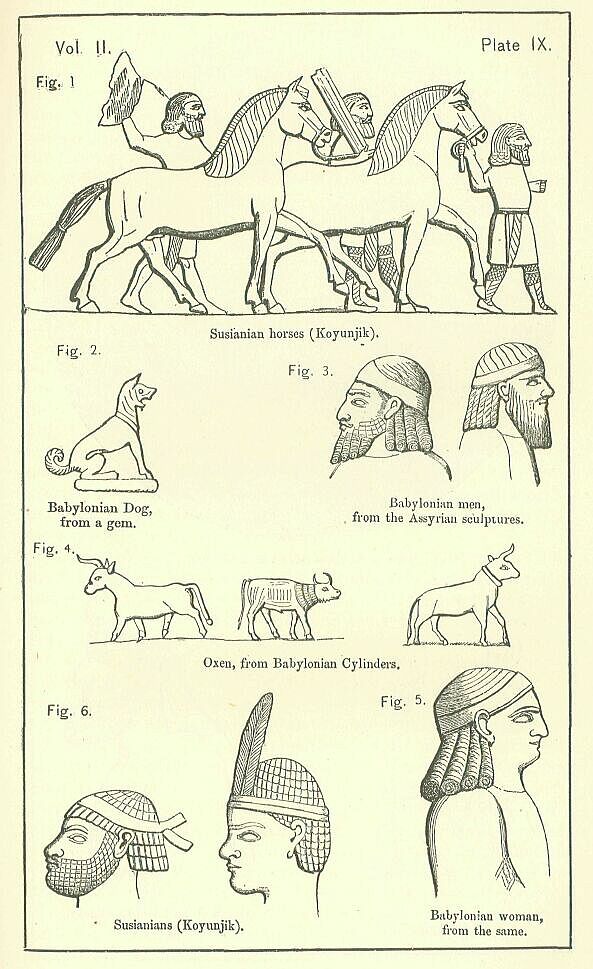 Vol. II.
Plate IX.
Fig. 1
Susianian horses (Koyunjik).
Fig. 2.
Fig. 3.
Babylonian Dog,
from a gem.
Babylonian men,
from the Assyrian sculptures.
Fig. 4.
Oxen, from Babylonian Cylinders.
Fig. 6.
Fig. 5.
Susianians (Koyunjik).
Babylonian woman,
from the same.